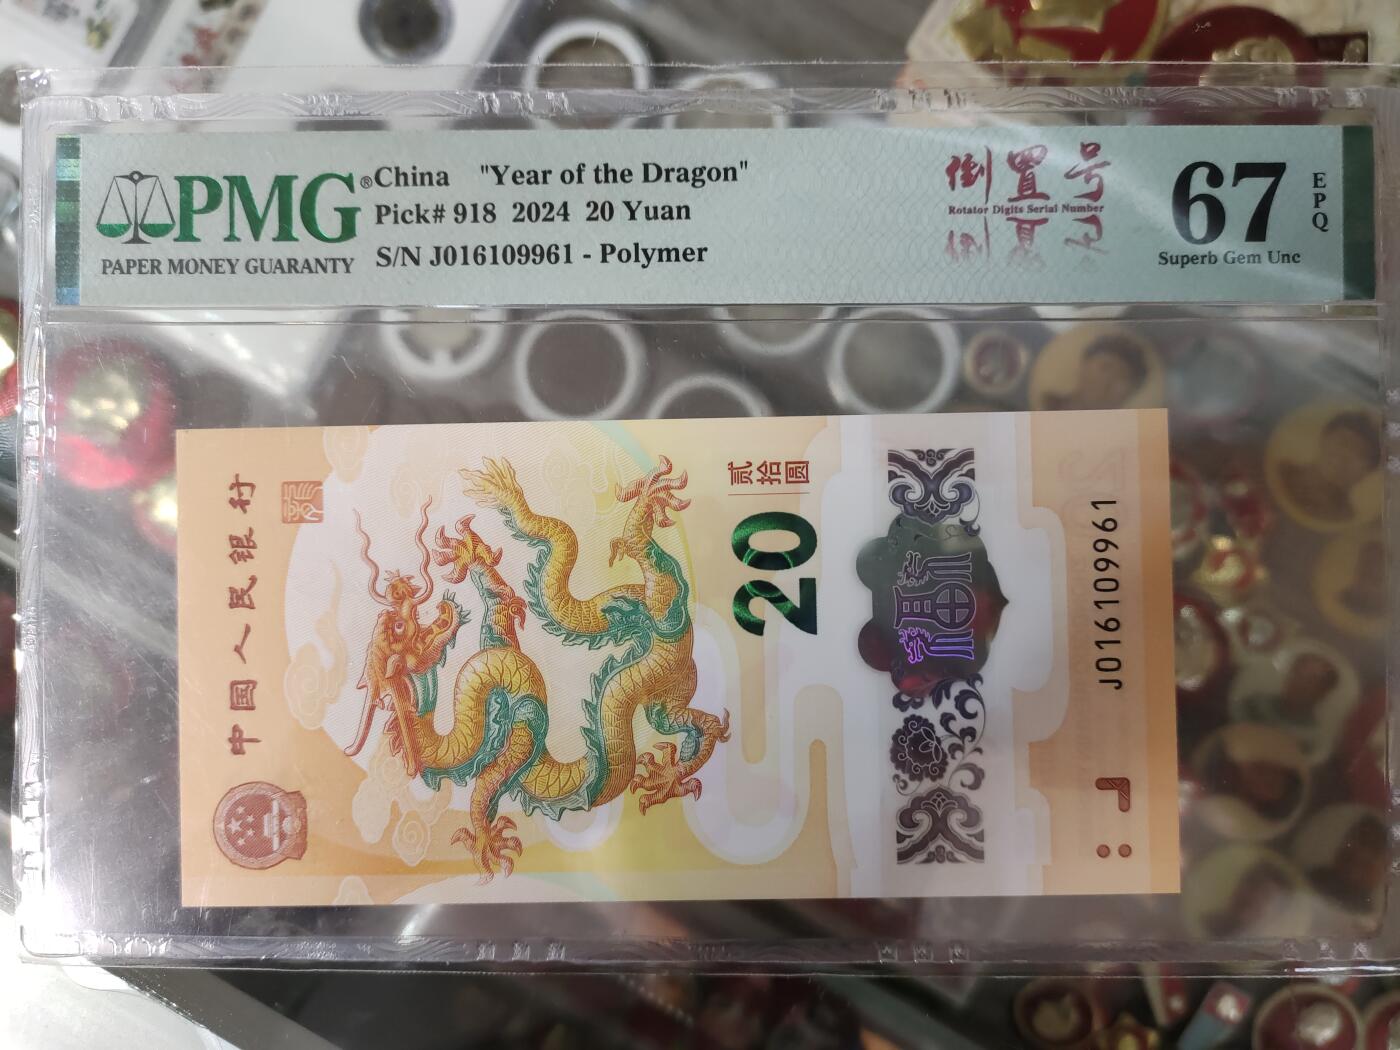 PMG®
PAPER MONEY GUARANTY
China "Year of the Dragon"
Pick# 918 2024 20 Yuan
S/N J016109961 - Polymer
倒置号
Rotator Digits Serial Number
67
EPQ
Superb Gem Unc
中国人民银行
贰拾圆
20
福
J016109961